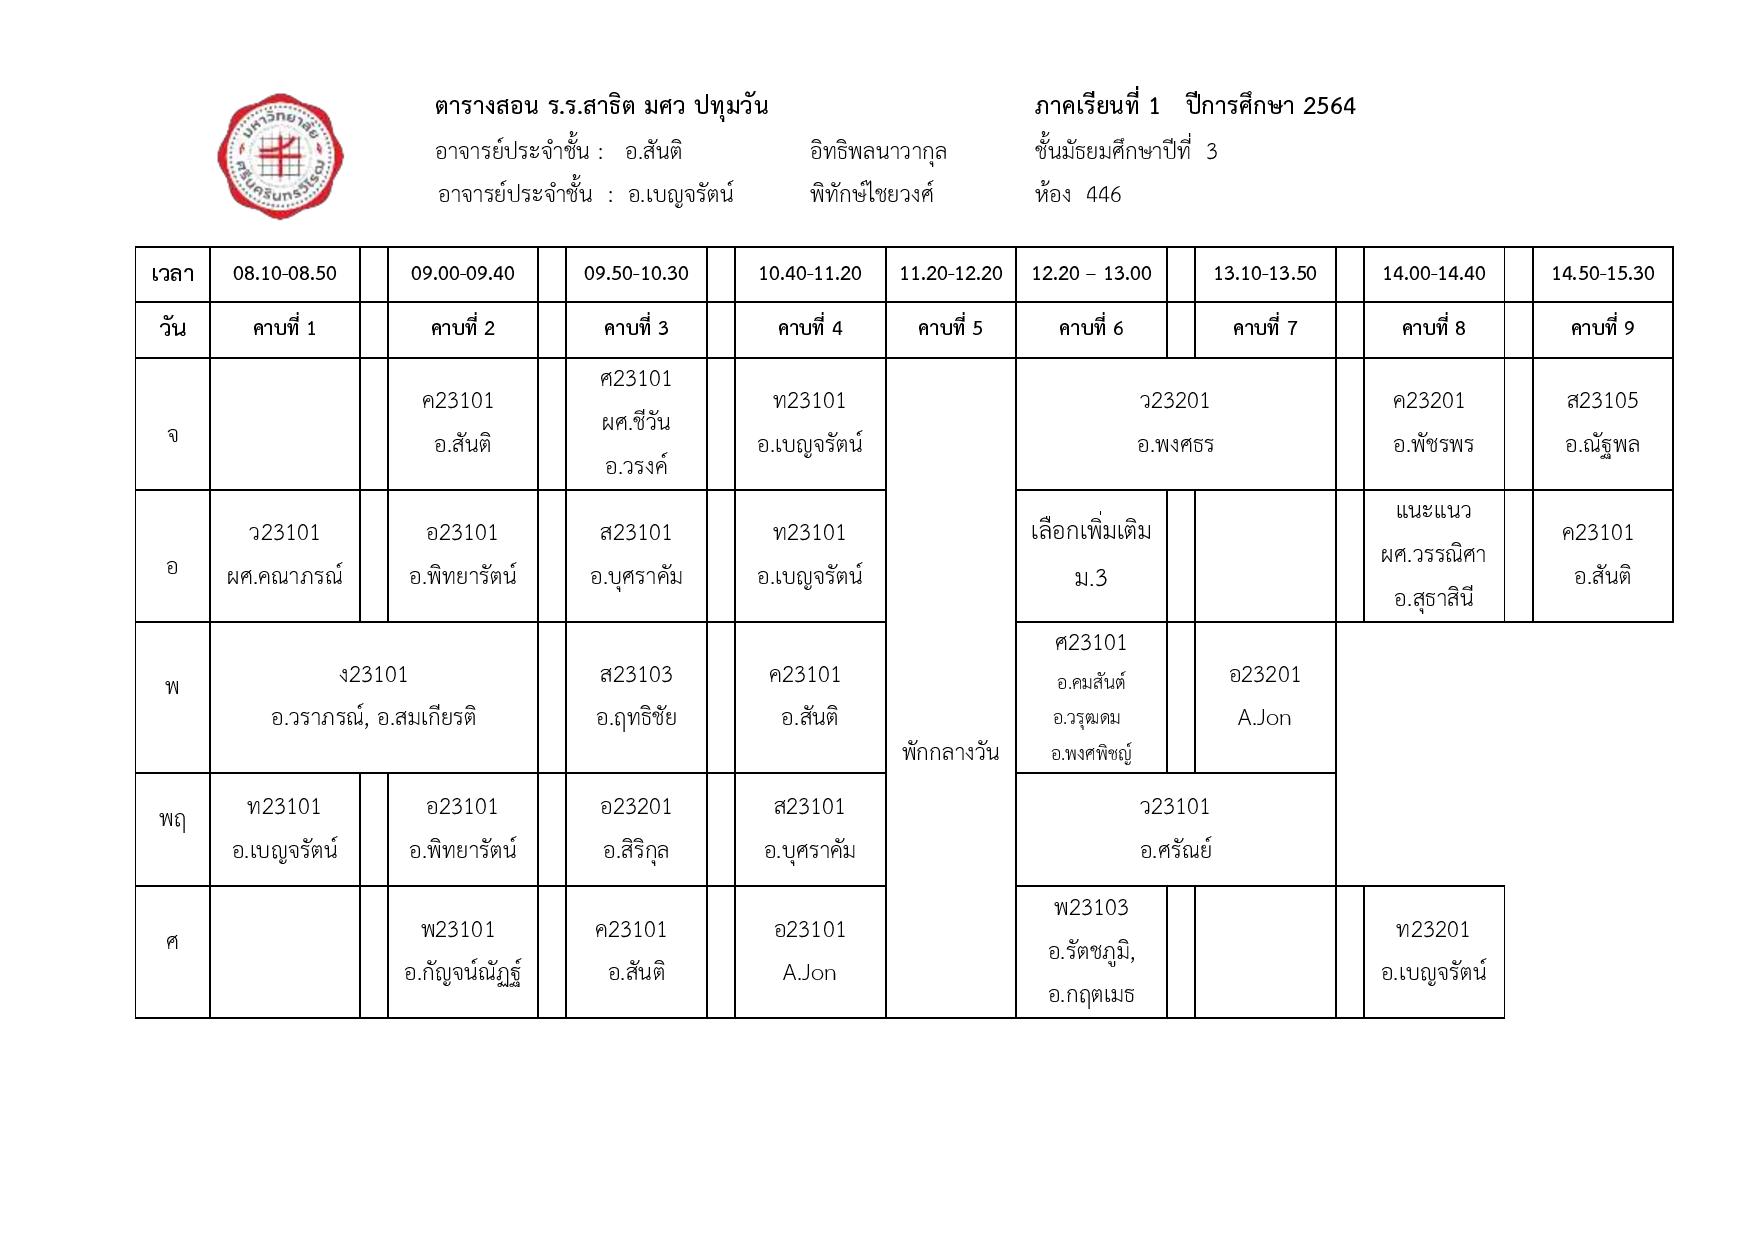 มหาวิทยาลัย
ศรีนครินทรวิโรฒ
ตารางสอน ร.ร.สาธิต มศว ปทุมวัน ภาคเรียนที่ 1 ปีการศึกษา 2564
อาจารย์ประจำชั้น : อ.สันติ อิทธิพลนาวากุล ชั้นมัธยมศึกษาปีที่ 3
อาจารย์ประจำชั้น : อ.เบญจรัตน์ พิทักษ์ไชยวงศ์ ห้อง 446
เวลา 08.10-08.50 09.00-09.40 09.50-10.30 10.40-11.20 11.20-12.20 12.20 – 13.00 13.10-13.50 14.00-14.40 14.50-15.30
วัน คาบที่ 1 คาบที่ 2 คาบที่ 3 คาบที่ 4 คาบที่ 5 คาบที่ 6 คาบที่ 7 คาบที่ 8 คาบที่ 9
จ
ค23101
อ.สันติ
ศ23101
ผศ.ชีวัน
อ.วรงค์
ท23101
อ.เบญจรัตน์
ว23201
อ.พงศธร
ค23201
อ.พัชรพร
ส23105
อ.ณัฐพล
อ
ว23101
ผศ.คณาภรณ์
อ23101
อ.พิทยารัตน์
ส23101
อ.บุศราคัม
ท23101
อ.เบญจรัตน์
เลือกเพิ่มเติม
ม.3
แนะแนว
ผศ.วรรณิศา
อ.สุธาสินี
ค23101
อ.สันติ
พ
ง23101
อ.วราภรณ์, อ.สมเกียรติ
ส23103
อ.ฤทธิชัย
ค23101
อ.สันติ
พักกลางวัน
ศ23101
อ.คมสันต์
อ.วรุฒดม
อ.พงศพิชญ์
อ23201
A.Jon
พฤ
ท23101
อ.เบญจรัตน์
อ23101
อ.พิทยารัตน์
อ23201
อ.สิริกุล
ส23101
อ.บุศราคัม
ว23101
อ.ศรัณย์
ศ
พ23101
อ.กัญจน์ณัฏฐ์
ค23101
อ.สันติ
อ23101
A.Jon
พ23103
อ.รัตชภูมิ,
อ.กฤตเมธ
ท23201
อ.เบญจรัตน์